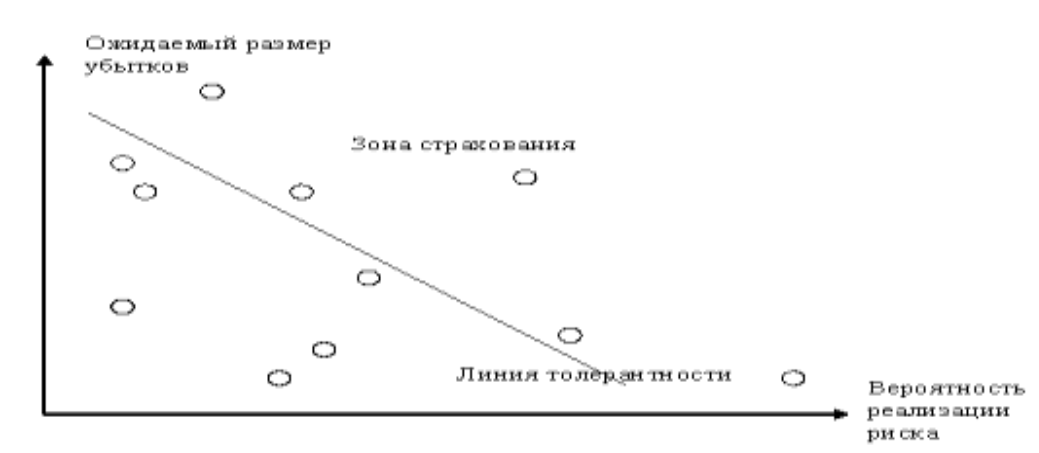 Ожидаемый размер
убытков
Зона страхования
Линия толерантности
Вероятность
реализации
риска